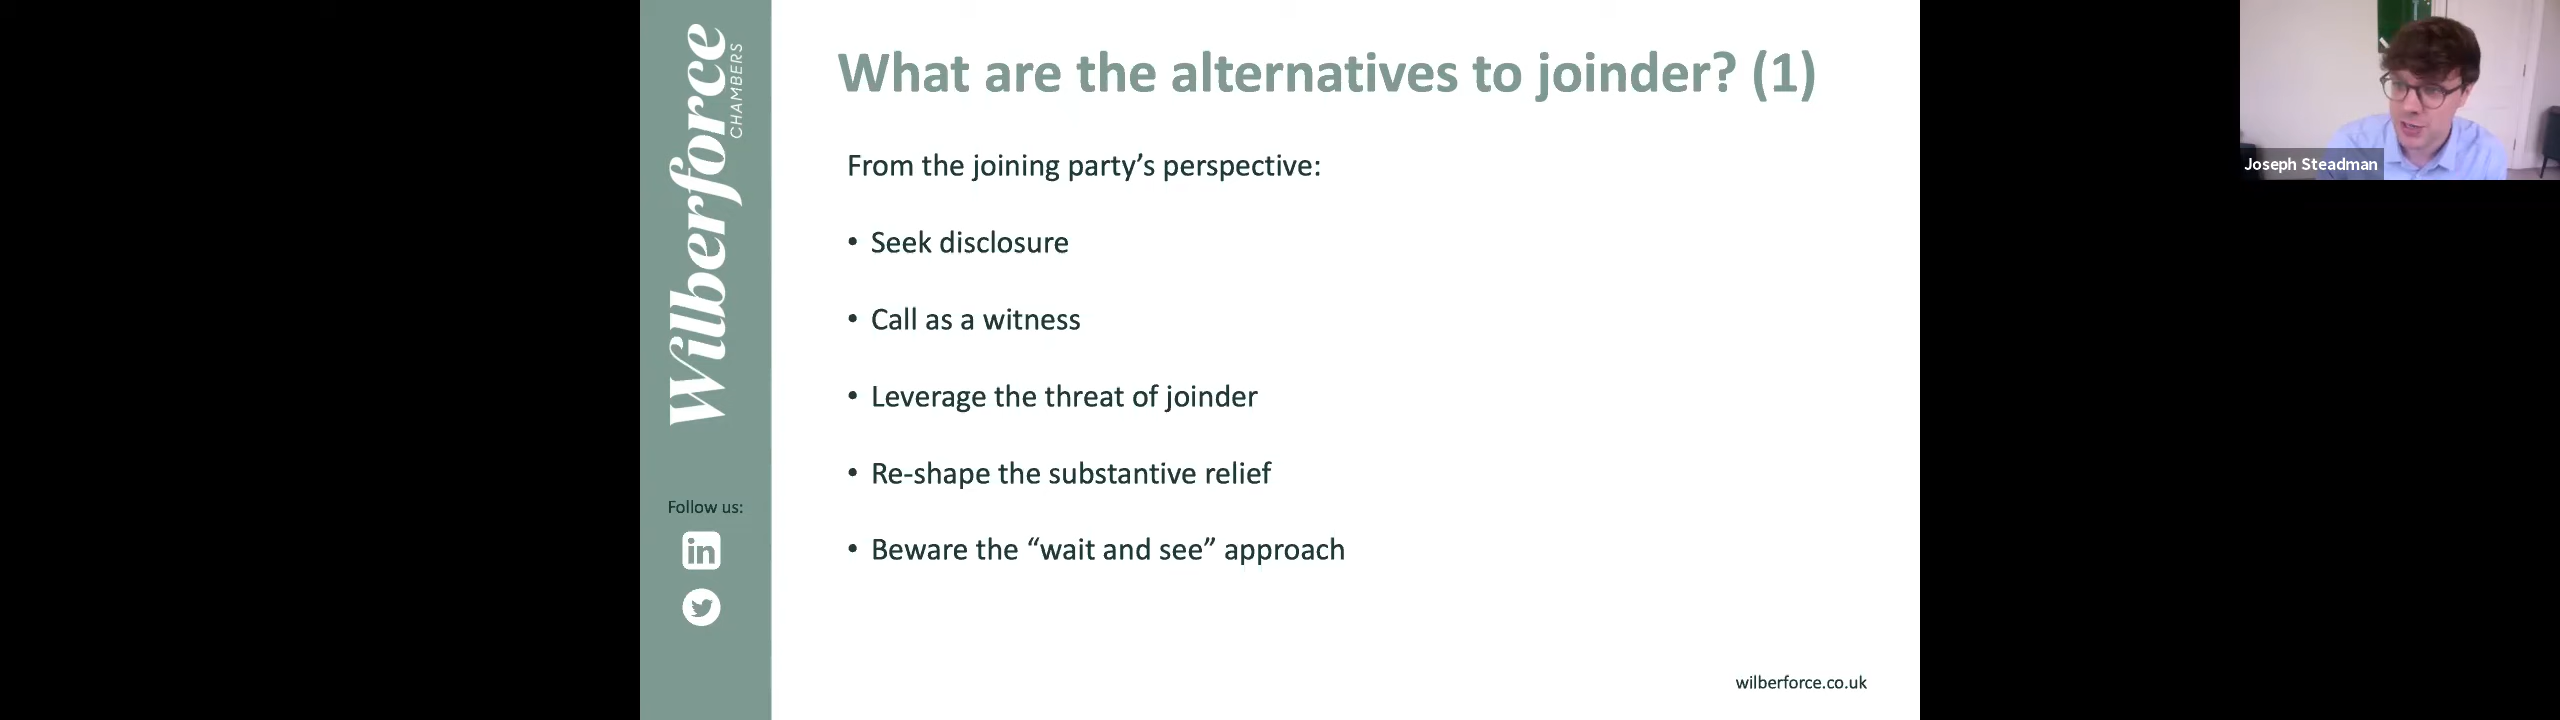 Wilberforce
CHAMBERS
Follow us:
in
What are the alternatives to joinder? (1)
From the joining party’s perspective:
• Seek disclosure
• Call as a witness
• Leverage the threat of joinder
• Re-shape the substantive relief
• Beware the “wait and see” approach
wilberforce.co.uk
Joseph Steadman